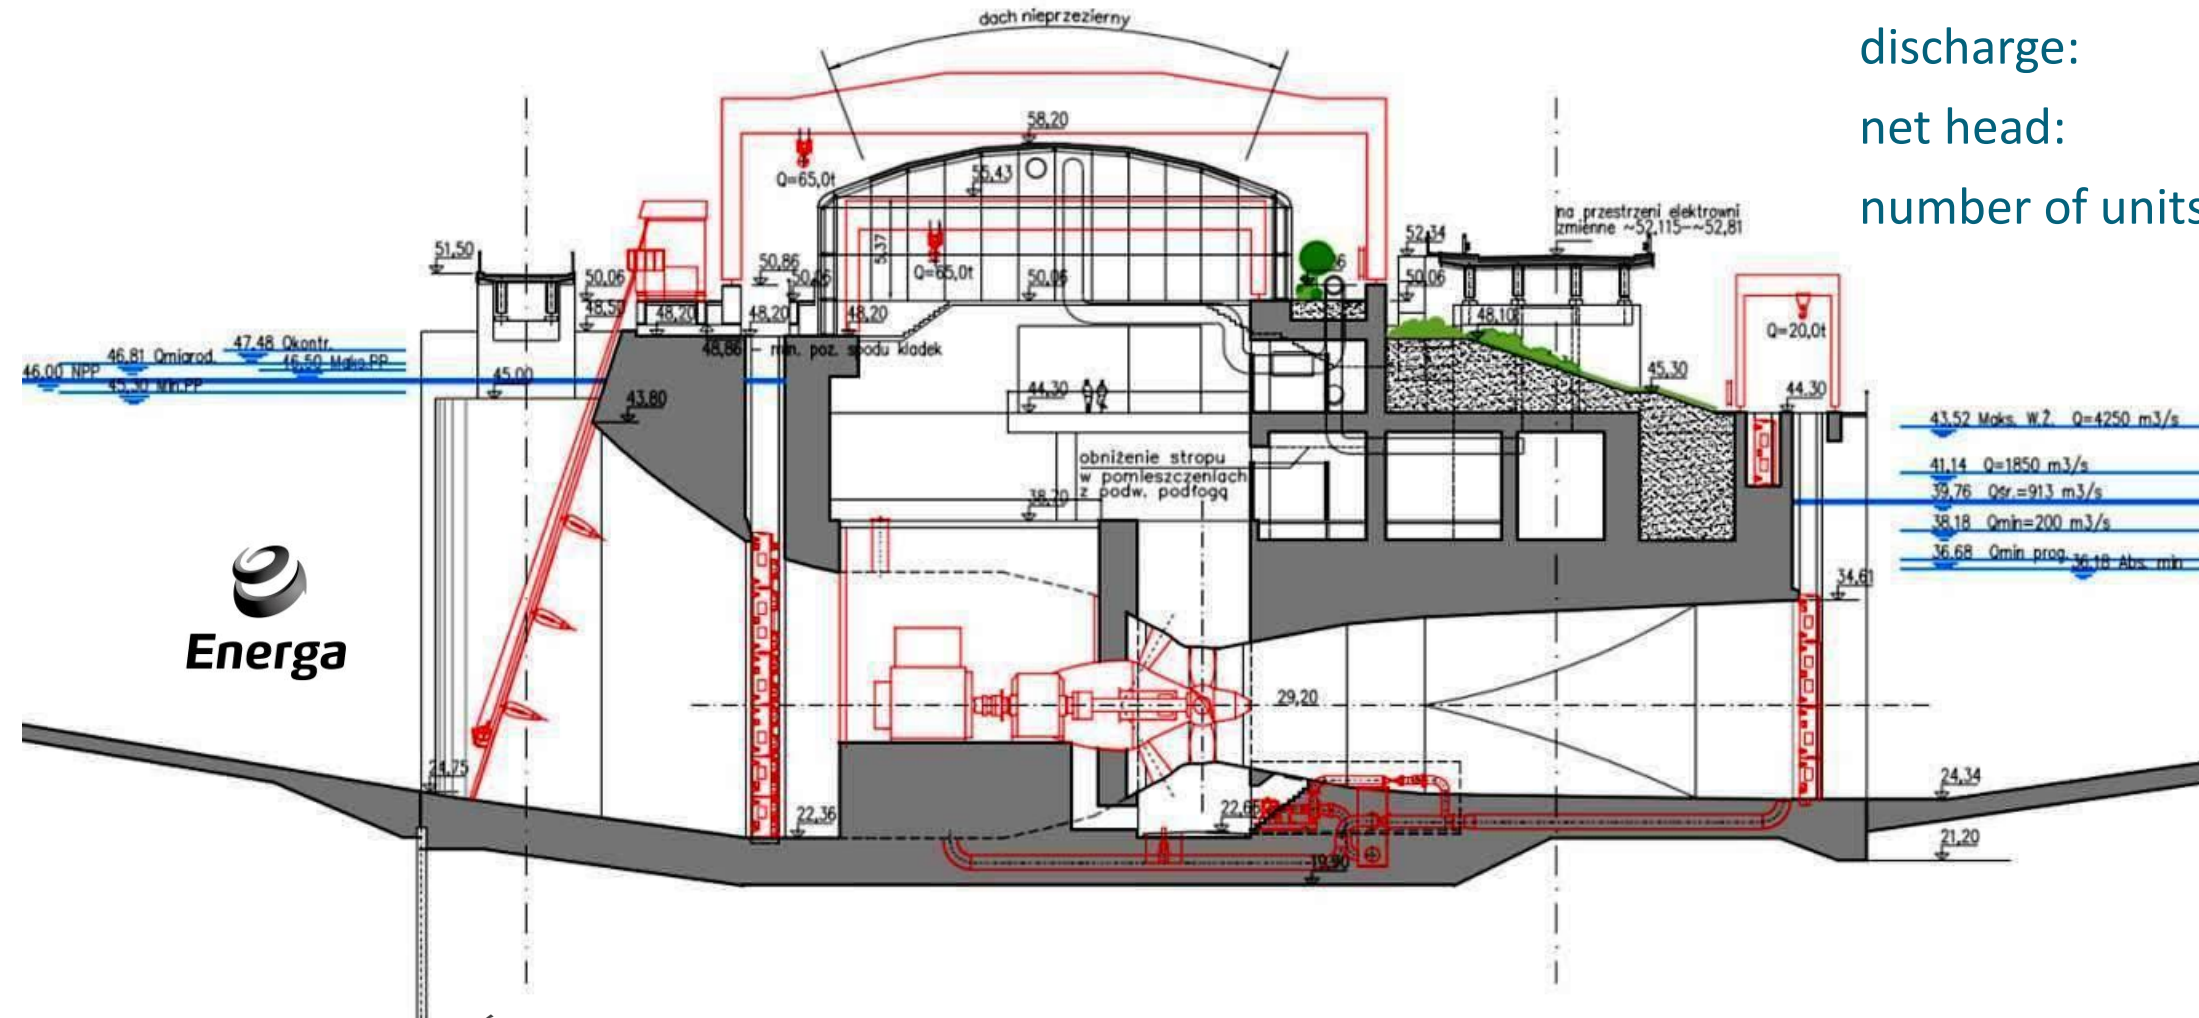 dach nieprzezierny
discharge:
net head:
number of units
58,20
Q=65,0t
55,43
5,37
Q=65,0t
na przestrzeni elektrowni
zmienne ~52,115-~52,81
52,34
51,50
50,86
50,06
50,06
50,06
50,06
48,50
48,20
48,20
48,20
48,10
Q=20,0t
48,86 - min. poz. spodu kładek
47,48 Qkontr.
46,81 Qmiarod.
46,50 Maks.PP
46,00 NPP
45,30 Min.PP
45,00
45,30
44,30
44,30
43,80
43,52 Maks. W.Ż. Q=4250 m3/s
obniżenie stropu
w pomieszczeniach
z podw. podłogą
41,14 Q=1850 m3/s
38,70
39,76 Qśr.=913 m3/s
38,18 Qmin=200 m3/s
36,68 Qmin prog.
36,18 Abs. min
34,61
Energa
29,20
24,75
24,34
22,36
22,65
21,20
19,90